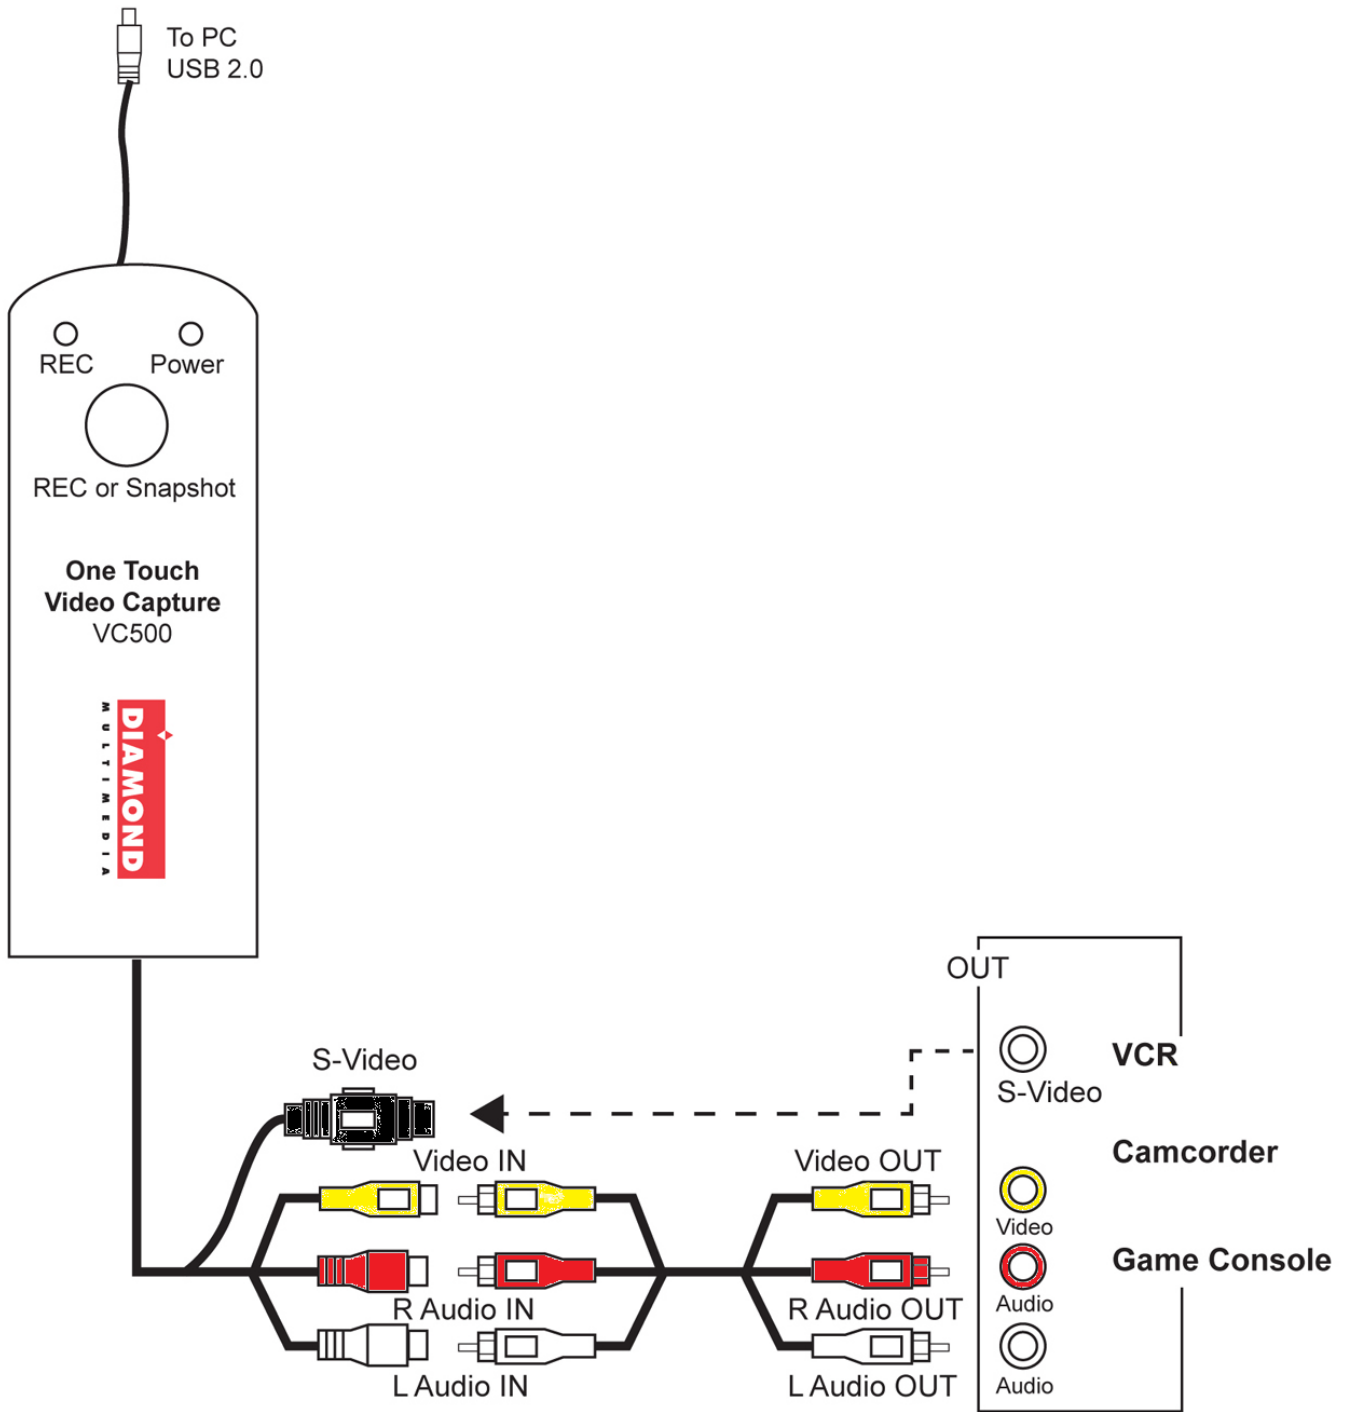 To PC
USB 2.0
REC
Power
REC or Snapshot
One Touch
Video Capture
VC500
DIAMOND
MULTIMEDIA
OUT
S-Video
VCR
S-Video
Camcorder
Video IN
Video OUT
Video
Game Console
R Audio IN
R Audio OUT
Audio
L Audio IN
L Audio OUT
Audio